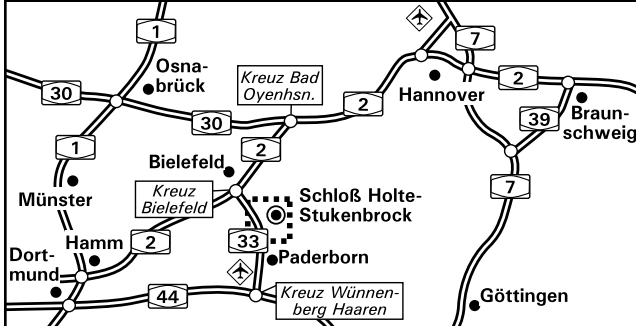 1
7
Osna-
brück
Kreuz Bad
Oyenhsn.
30
2
2
Hannover
39
Braun-
schweig
30
1
Bielefeld
2
Münster
Kreuz
Bielefeld
Schloß Holte-
Stukenbrock
7
Dort-
mund
Hamm
2
33
Paderborn
44
Kreuz Wünnen-
berg Haaren
Göttingen